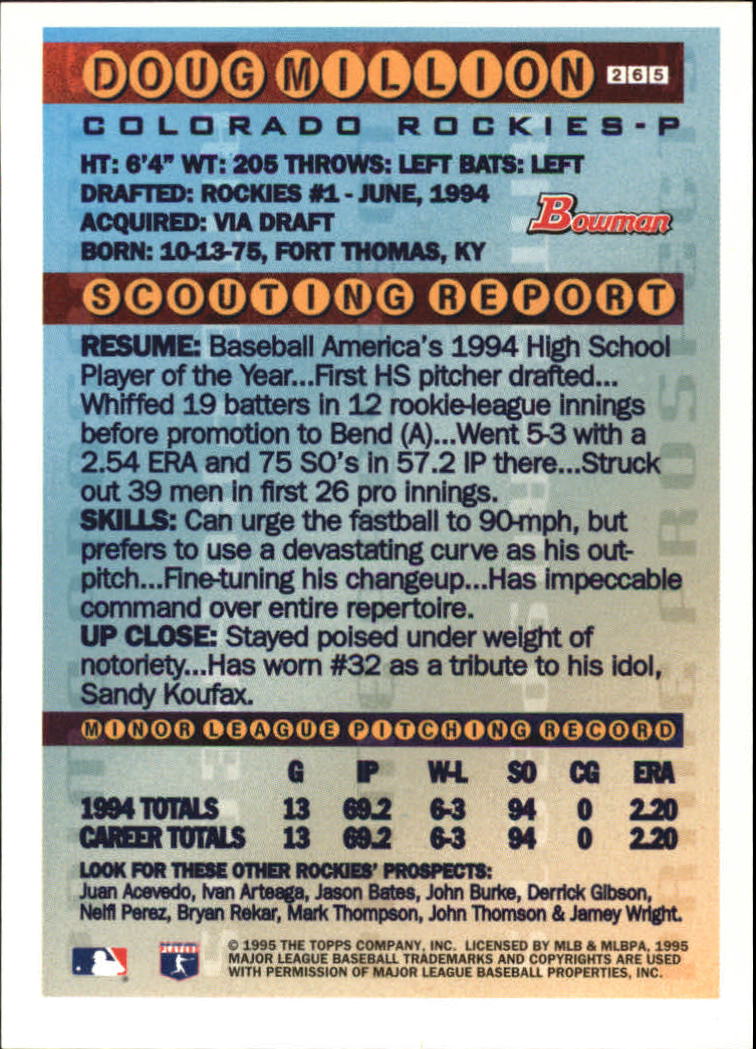 DOUG MILLION 265
COLORADO ROCKIES-P
HT: 6'4" WT: 205 THROWS: LEFT BATS: LEFT
DRAFTED: ROCKIES #1 - JUNE, 1994
ACQUIRED: VIA DRAFT
Bowman
BORN: 10-13-75, FORT THOMAS, KY
SCOUTING REPORT
RESUME: Baseball America's 1994 High School
Player of the Year...First HS pitcher drafted...
Whiffed 19 batters in 12 rookie-league innings
before promotion to Bend (A)...Went 5-3 with a
2.54 ERA and 75 SO's in 57.2 IP there...Struck
out 39 men in first 26 pro innings.
SKILLS: Can urge the fastball to 90-mph, but
prefers to use a devastating curve as his out-
pitch...Fine-tuning his changeup...Has impeccable
command over entire repertoire.
UP CLOSE: Stayed poised under weight of
notoriety...Has worn #32 as a tribute to his idol,
Sandy Koufax.
MINOR LEAGUE PITCHING RECORD
G IP W-L SO CG ERA
1994 TOTALS 13 69.2 6-3 94 0 2.20
CAREER TOTALS 13 69.2 6-3 94 0 2.20
LOOK FOR THESE OTHER ROCKIES' PROSPECTS:
Juan Acevedo, Ivan Arteaga, Jason Bates, John Burke, Derrick Gibson,
Neifi Perez, Bryan Rekar, Mark Thompson, John Thomson & Jamey Wright.
© 1995 THE TOPPS COMPANY, INC. LICENSED BY MLB & MLBPA, 1995
MAJOR LEAGUE BASEBALL TRADEMARKS AND COPYRIGHTS ARE USED
WITH PERMISSION OF MAJOR LEAGUE BASEBALL PROPERTIES, INC.